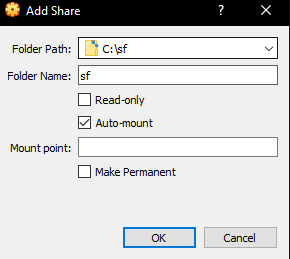 Add Share
?
Folder Path: C:\sf
Folder Name: sf
Read-only
Auto-mount
Mount point:
Make Permanent
OK Cancel